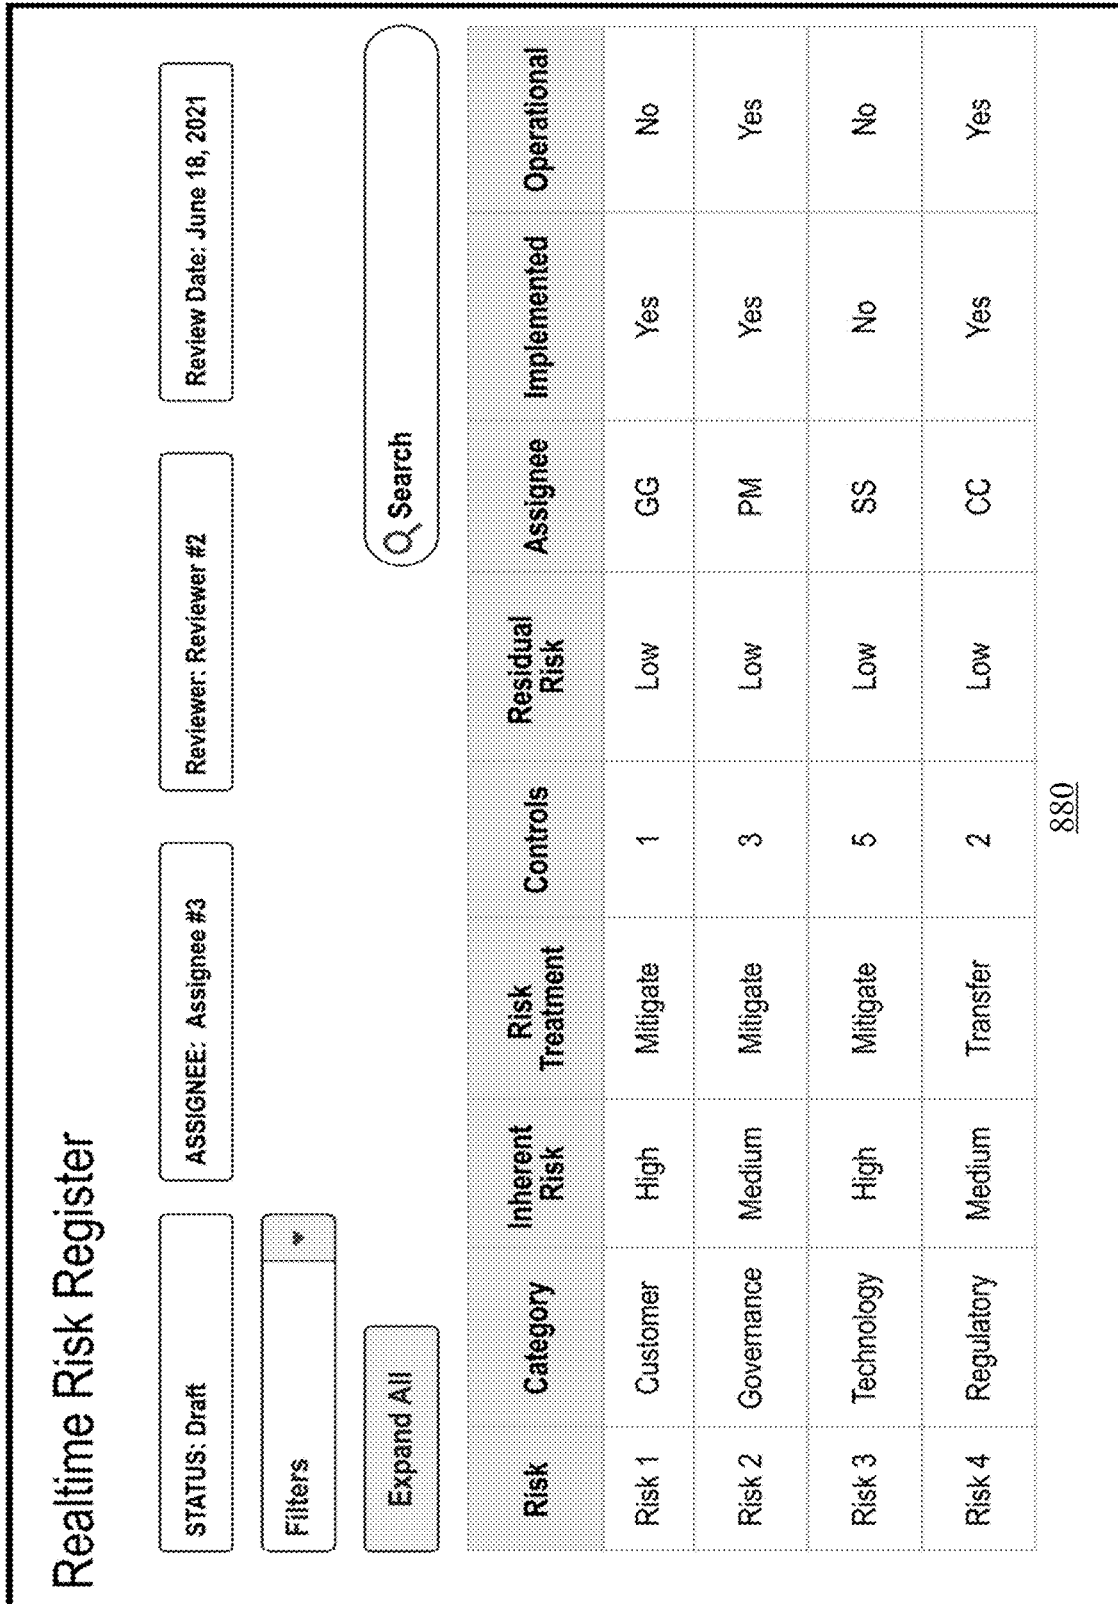 Realtime Risk Register
STATUS: Draft
ASSIGNEE: Assignee #3
Reviewer: Reviewer #2
Review Date: June 18, 2021
Filters
Expand All
Search
Risk Category Inherent Risk Risk Treatment Controls Residual Risk Assignee Implemented Operational
Risk 1 Customer High Mitigate 1 Low GG Yes No
Risk 2 Governance Medium Mitigate 3 Low PM Yes Yes
Risk 3 Technology High Mitigate 5 Low SS No No
Risk 4 Regulatory Medium Transfer 2 Low CC Yes Yes
880